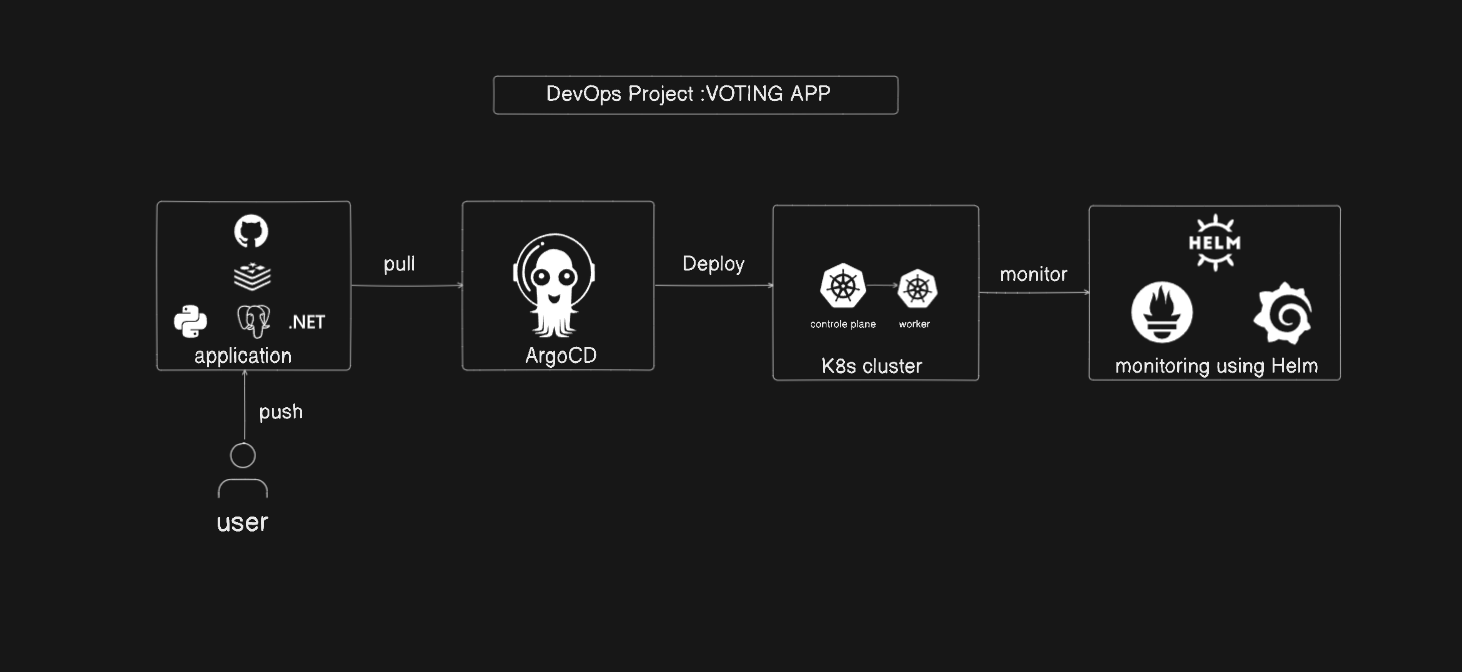 DevOps Project :VOTING APP
pull
Deploy
monitor
HELM
.NET
controle plane
worker
application
ArgoCD
K8s cluster
monitoring using Helm
push
user